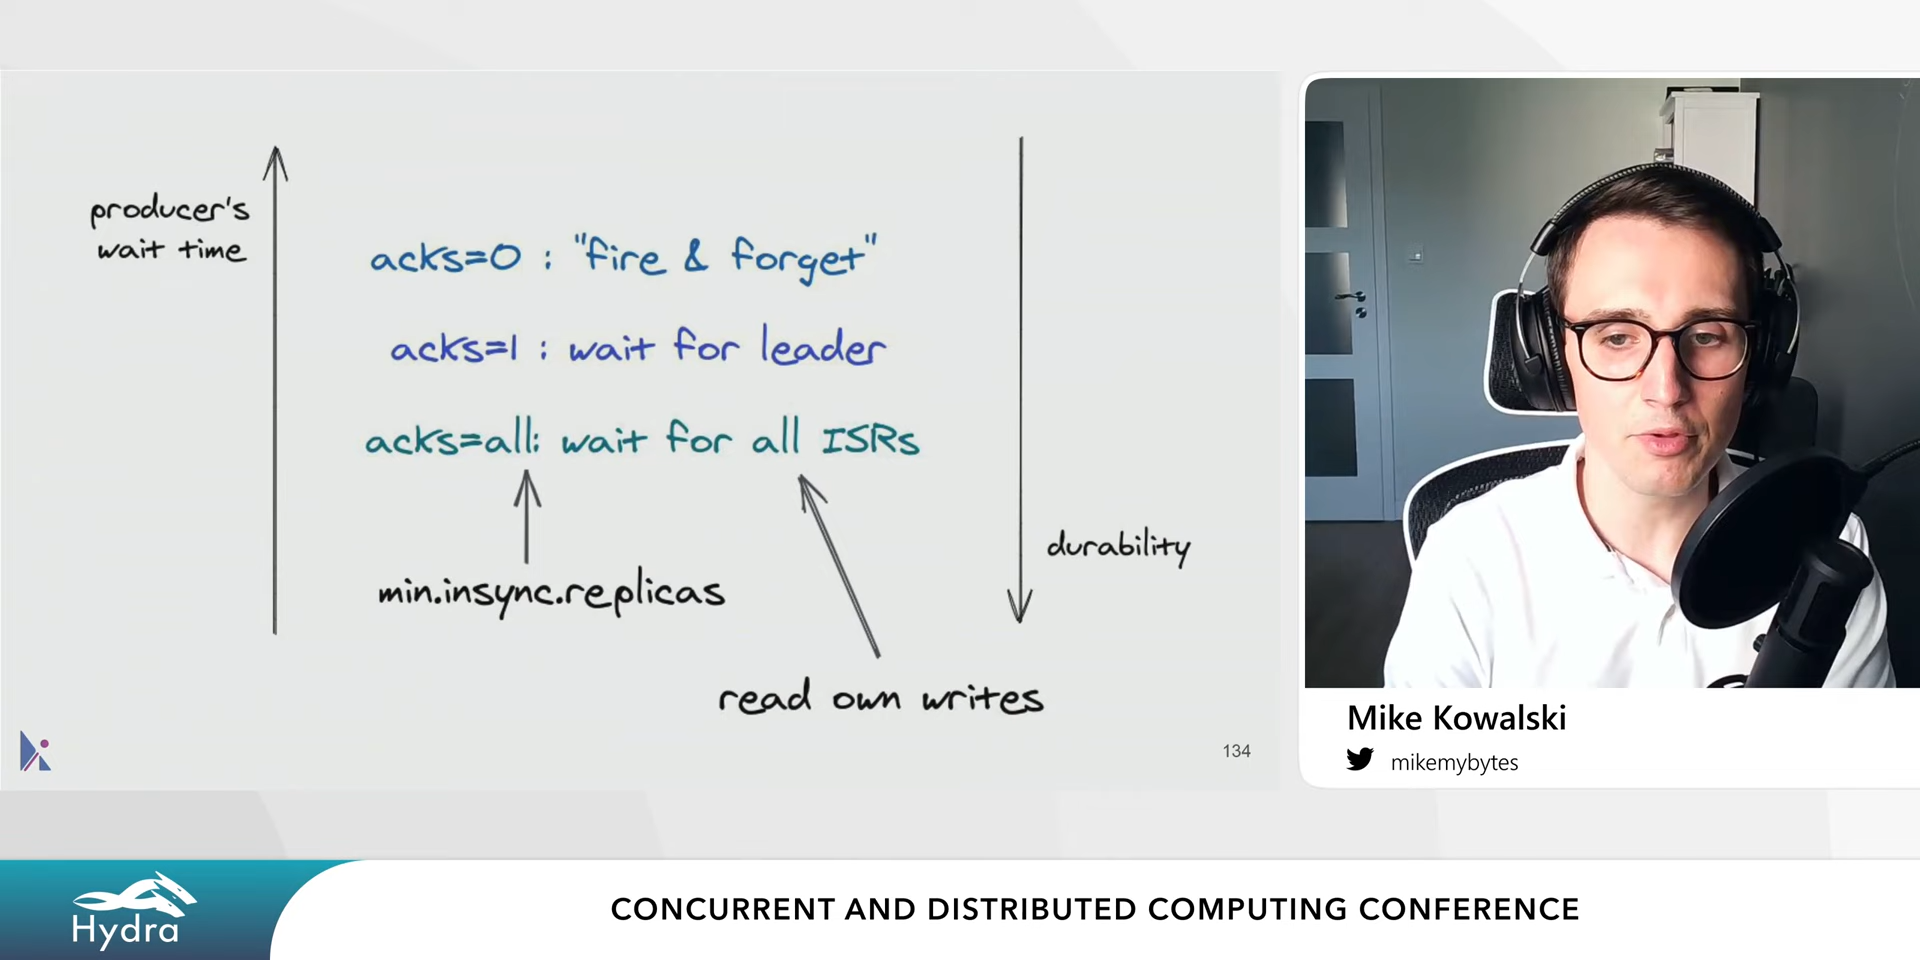 producer's
wait time
acks=0 : "fire & forget"
acks=1 : wait for leader
acks=all: wait for all ISRs
min.insync.replicas
durability
read own writes
134
Mike Kowalski
mikemybytes
Hydra
CONCURRENT AND DISTRIBUTED COMPUTING CONFERENCE